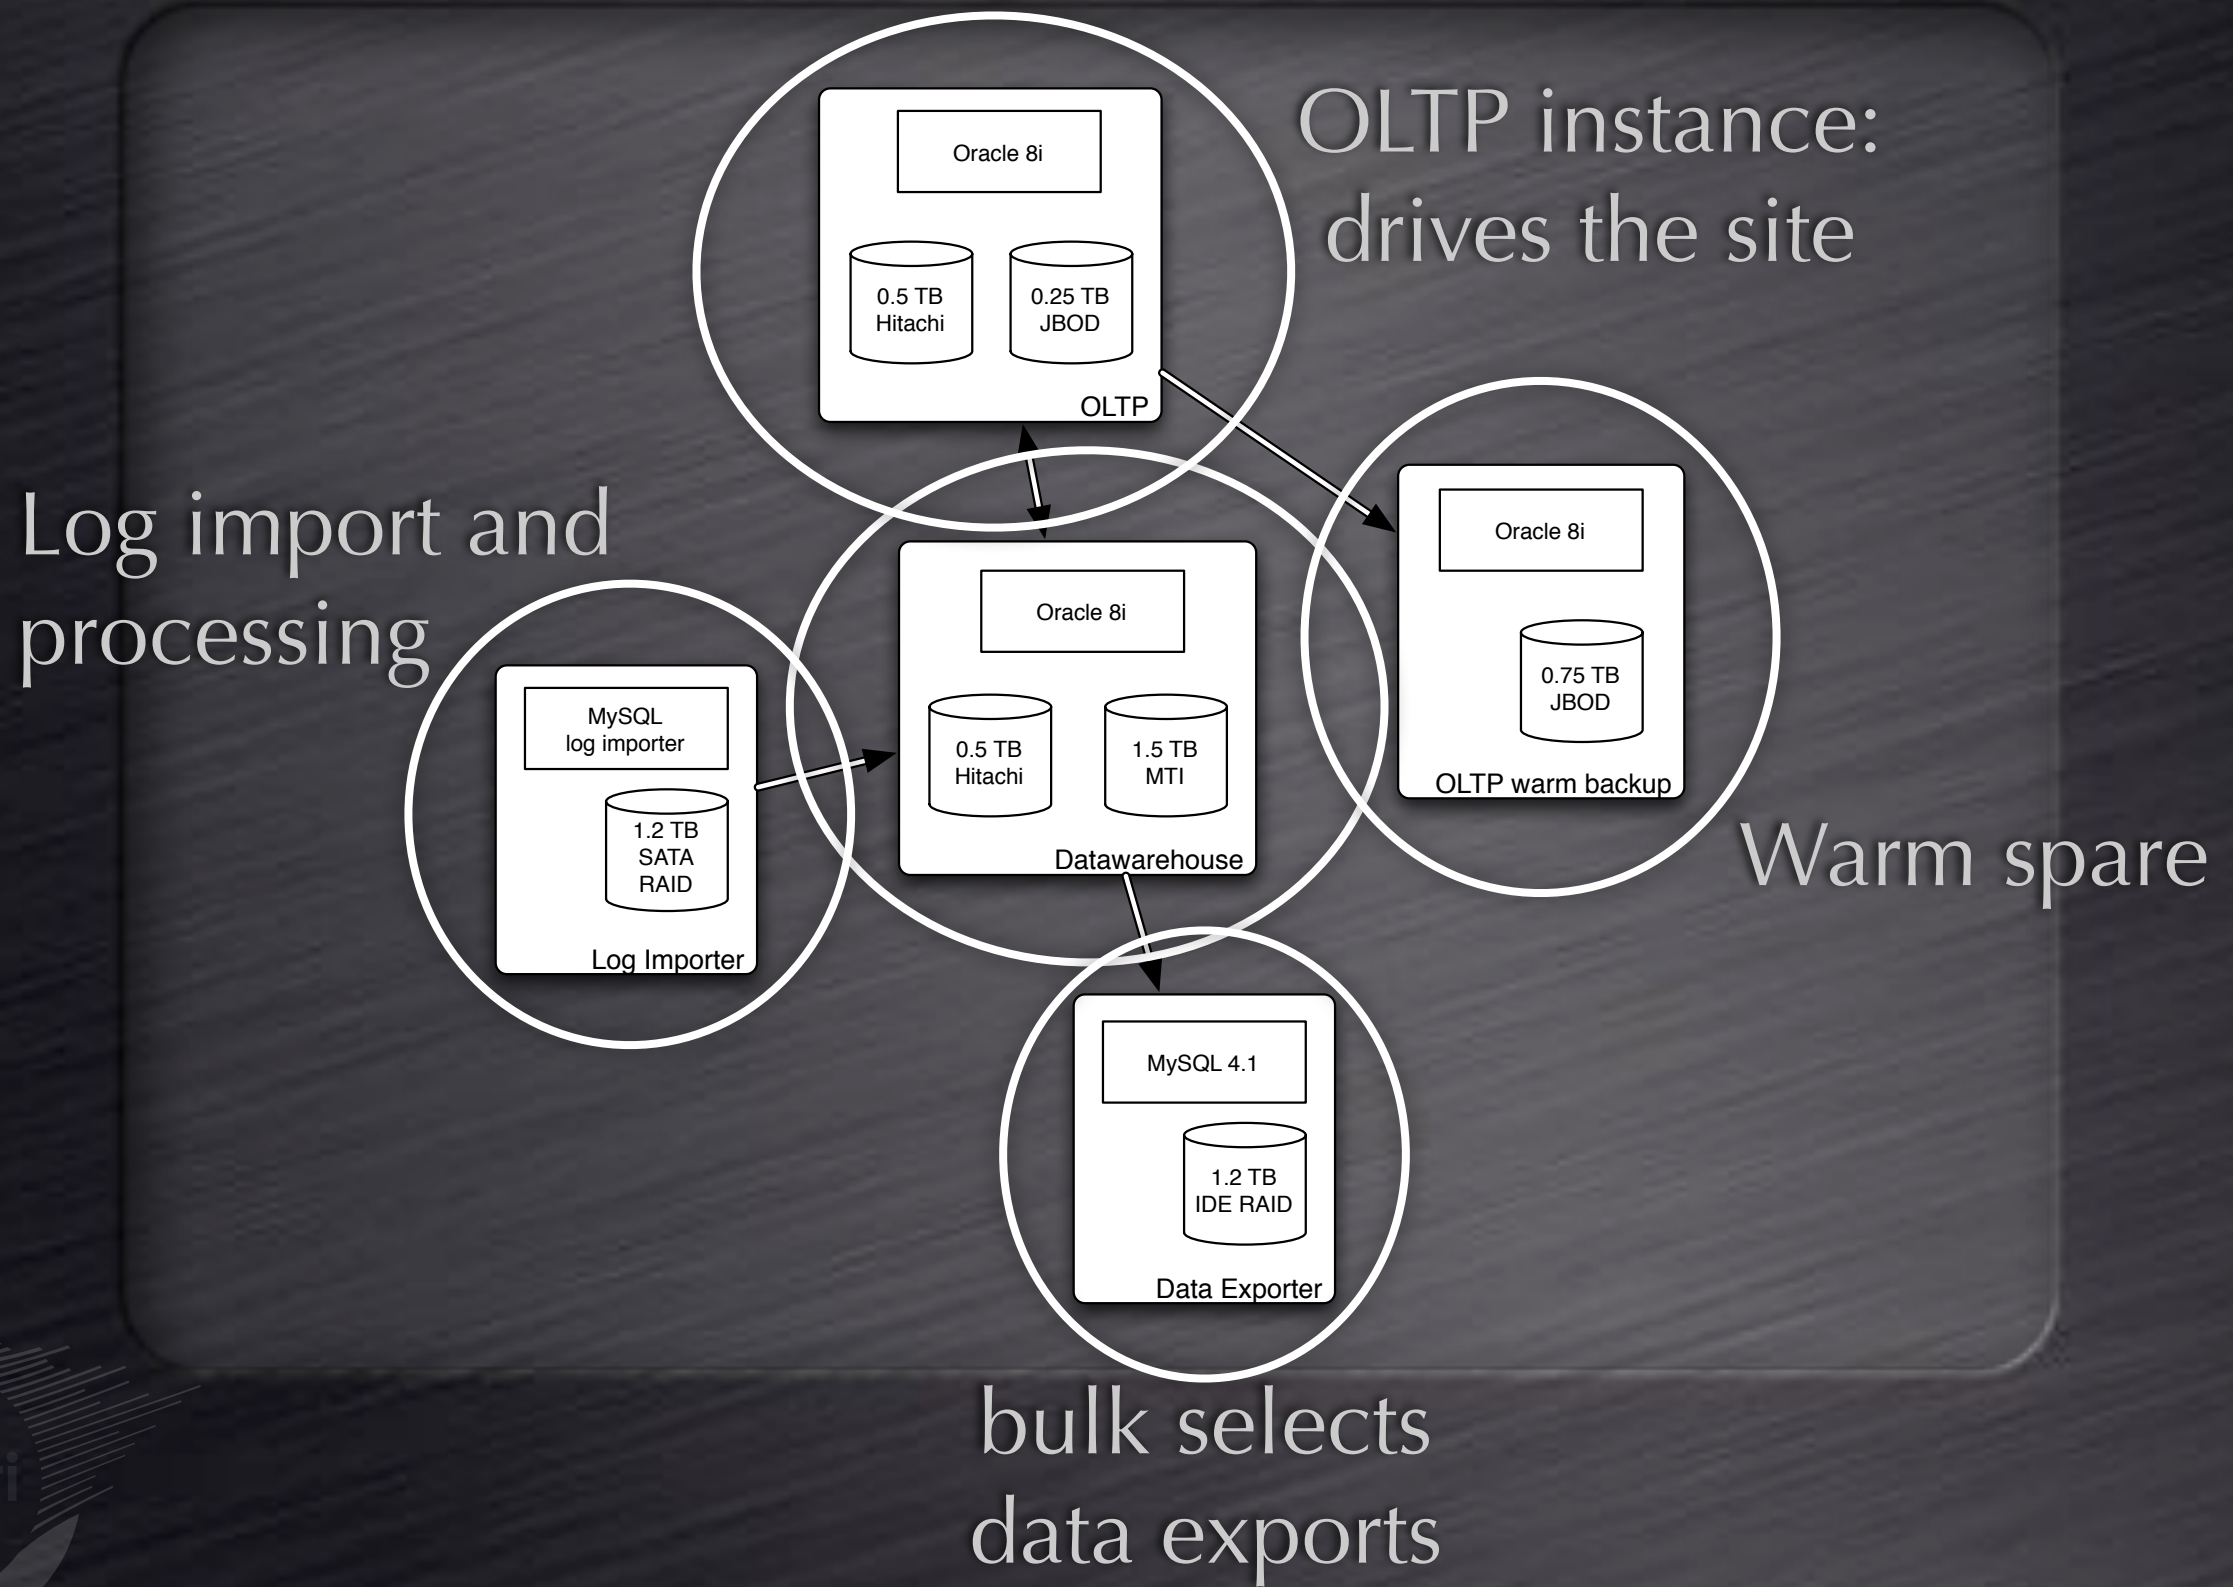 OLTP instance:
drives the site
Oracle 8i
0.5 TB
Hitachi
0.25 TB
JBOD
OLTP
Log import and
processing
Oracle 8i
0.75 TB
JBOD
OLTP warm backup
Warm spare
Oracle 8i
0.5 TB
Hitachi
1.5 TB
MTI
Datawarehouse
MySQL
log importer
1.2 TB
SATA
RAID
Log Importer
MySQL 4.1
1.2 TB
IDE RAID
Data Exporter
bulk selects
data exports